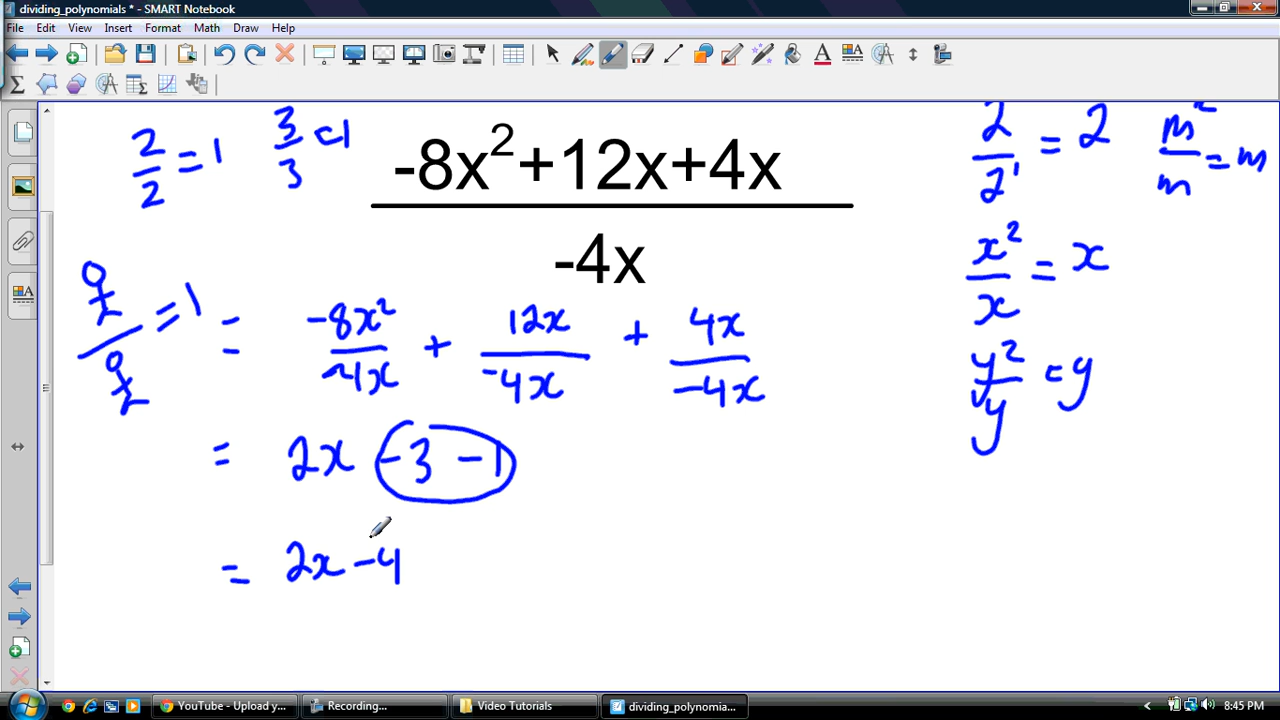 dividing_polynomials * - SMART Notebook
File Edit View Insert Format Math Draw Help
2/2 = 1
3/3 = 1
-8x²+12x+4x
-4x
2/2¹ = 2
m²/m = m
x²/x = x
y²/y = y
= 1
= -8x²/-4x + 12x/-4x + 4x/-4x
= 2x -3 -1
= 2x -4
YouTube - Upload y... Recording... Video Tutorials dividing_polynomia... 8:45 PM